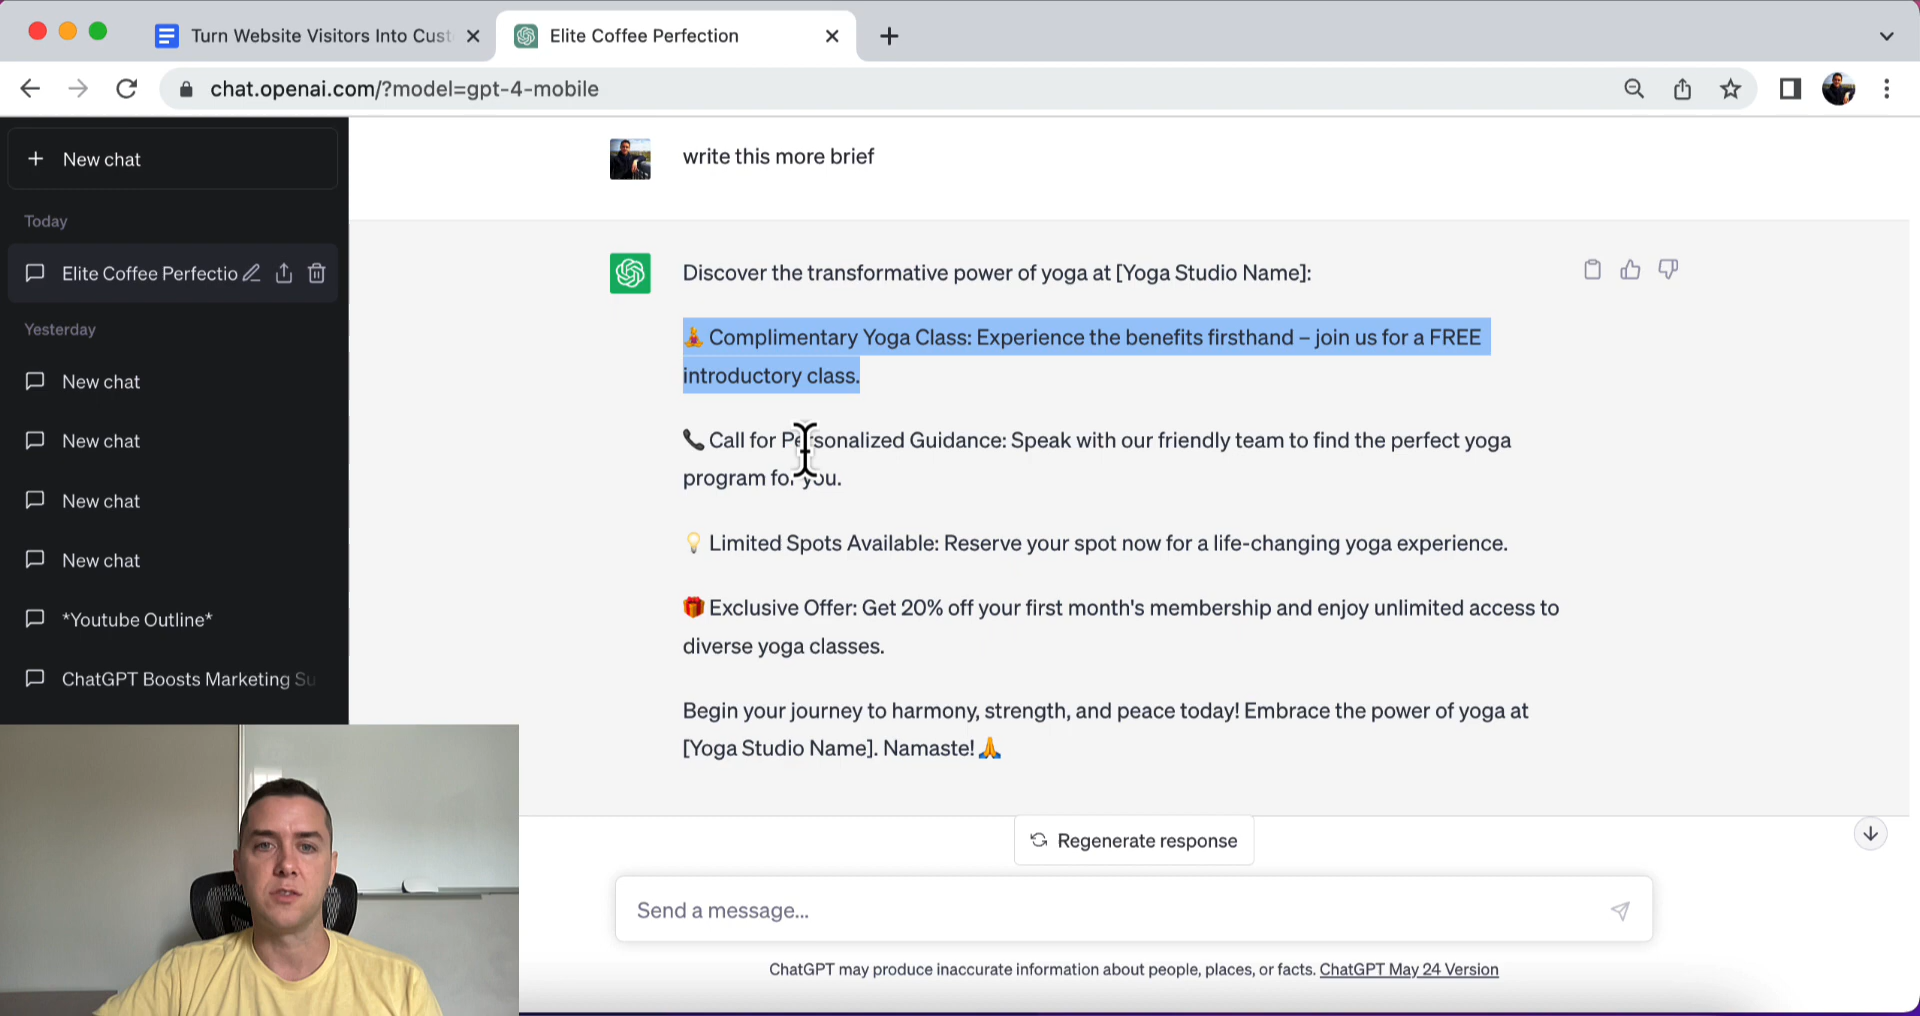 Turn Website Visitors Into Cust
Elite Coffee Perfection
chat.openai.com/?model=gpt-4-mobile
New chat
Today
Elite Coffee Perfectio
Yesterday
New chat
New chat
New chat
New chat
*Youtube Outline*
ChatGPT Boosts Marketing Su
write this more brief
Discover the transformative power of yoga at [Yoga Studio Name]:
🧘 Complimentary Yoga Class: Experience the benefits firsthand – join us for a FREE
introductory class.
📞 Call for Personalized Guidance: Speak with our friendly team to find the perfect yoga
program for you.
💡 Limited Spots Available: Reserve your spot now for a life-changing yoga experience.
🎁 Exclusive Offer: Get 20% off your first month's membership and enjoy unlimited access to
diverse yoga classes.
Begin your journey to harmony, strength, and peace today! Embrace the power of yoga at
[Yoga Studio Name]. Namaste! 🙏
Regenerate response
Send a message...
ChatGPT may produce inaccurate information about people, places, or facts. ChatGPT May 24 Version